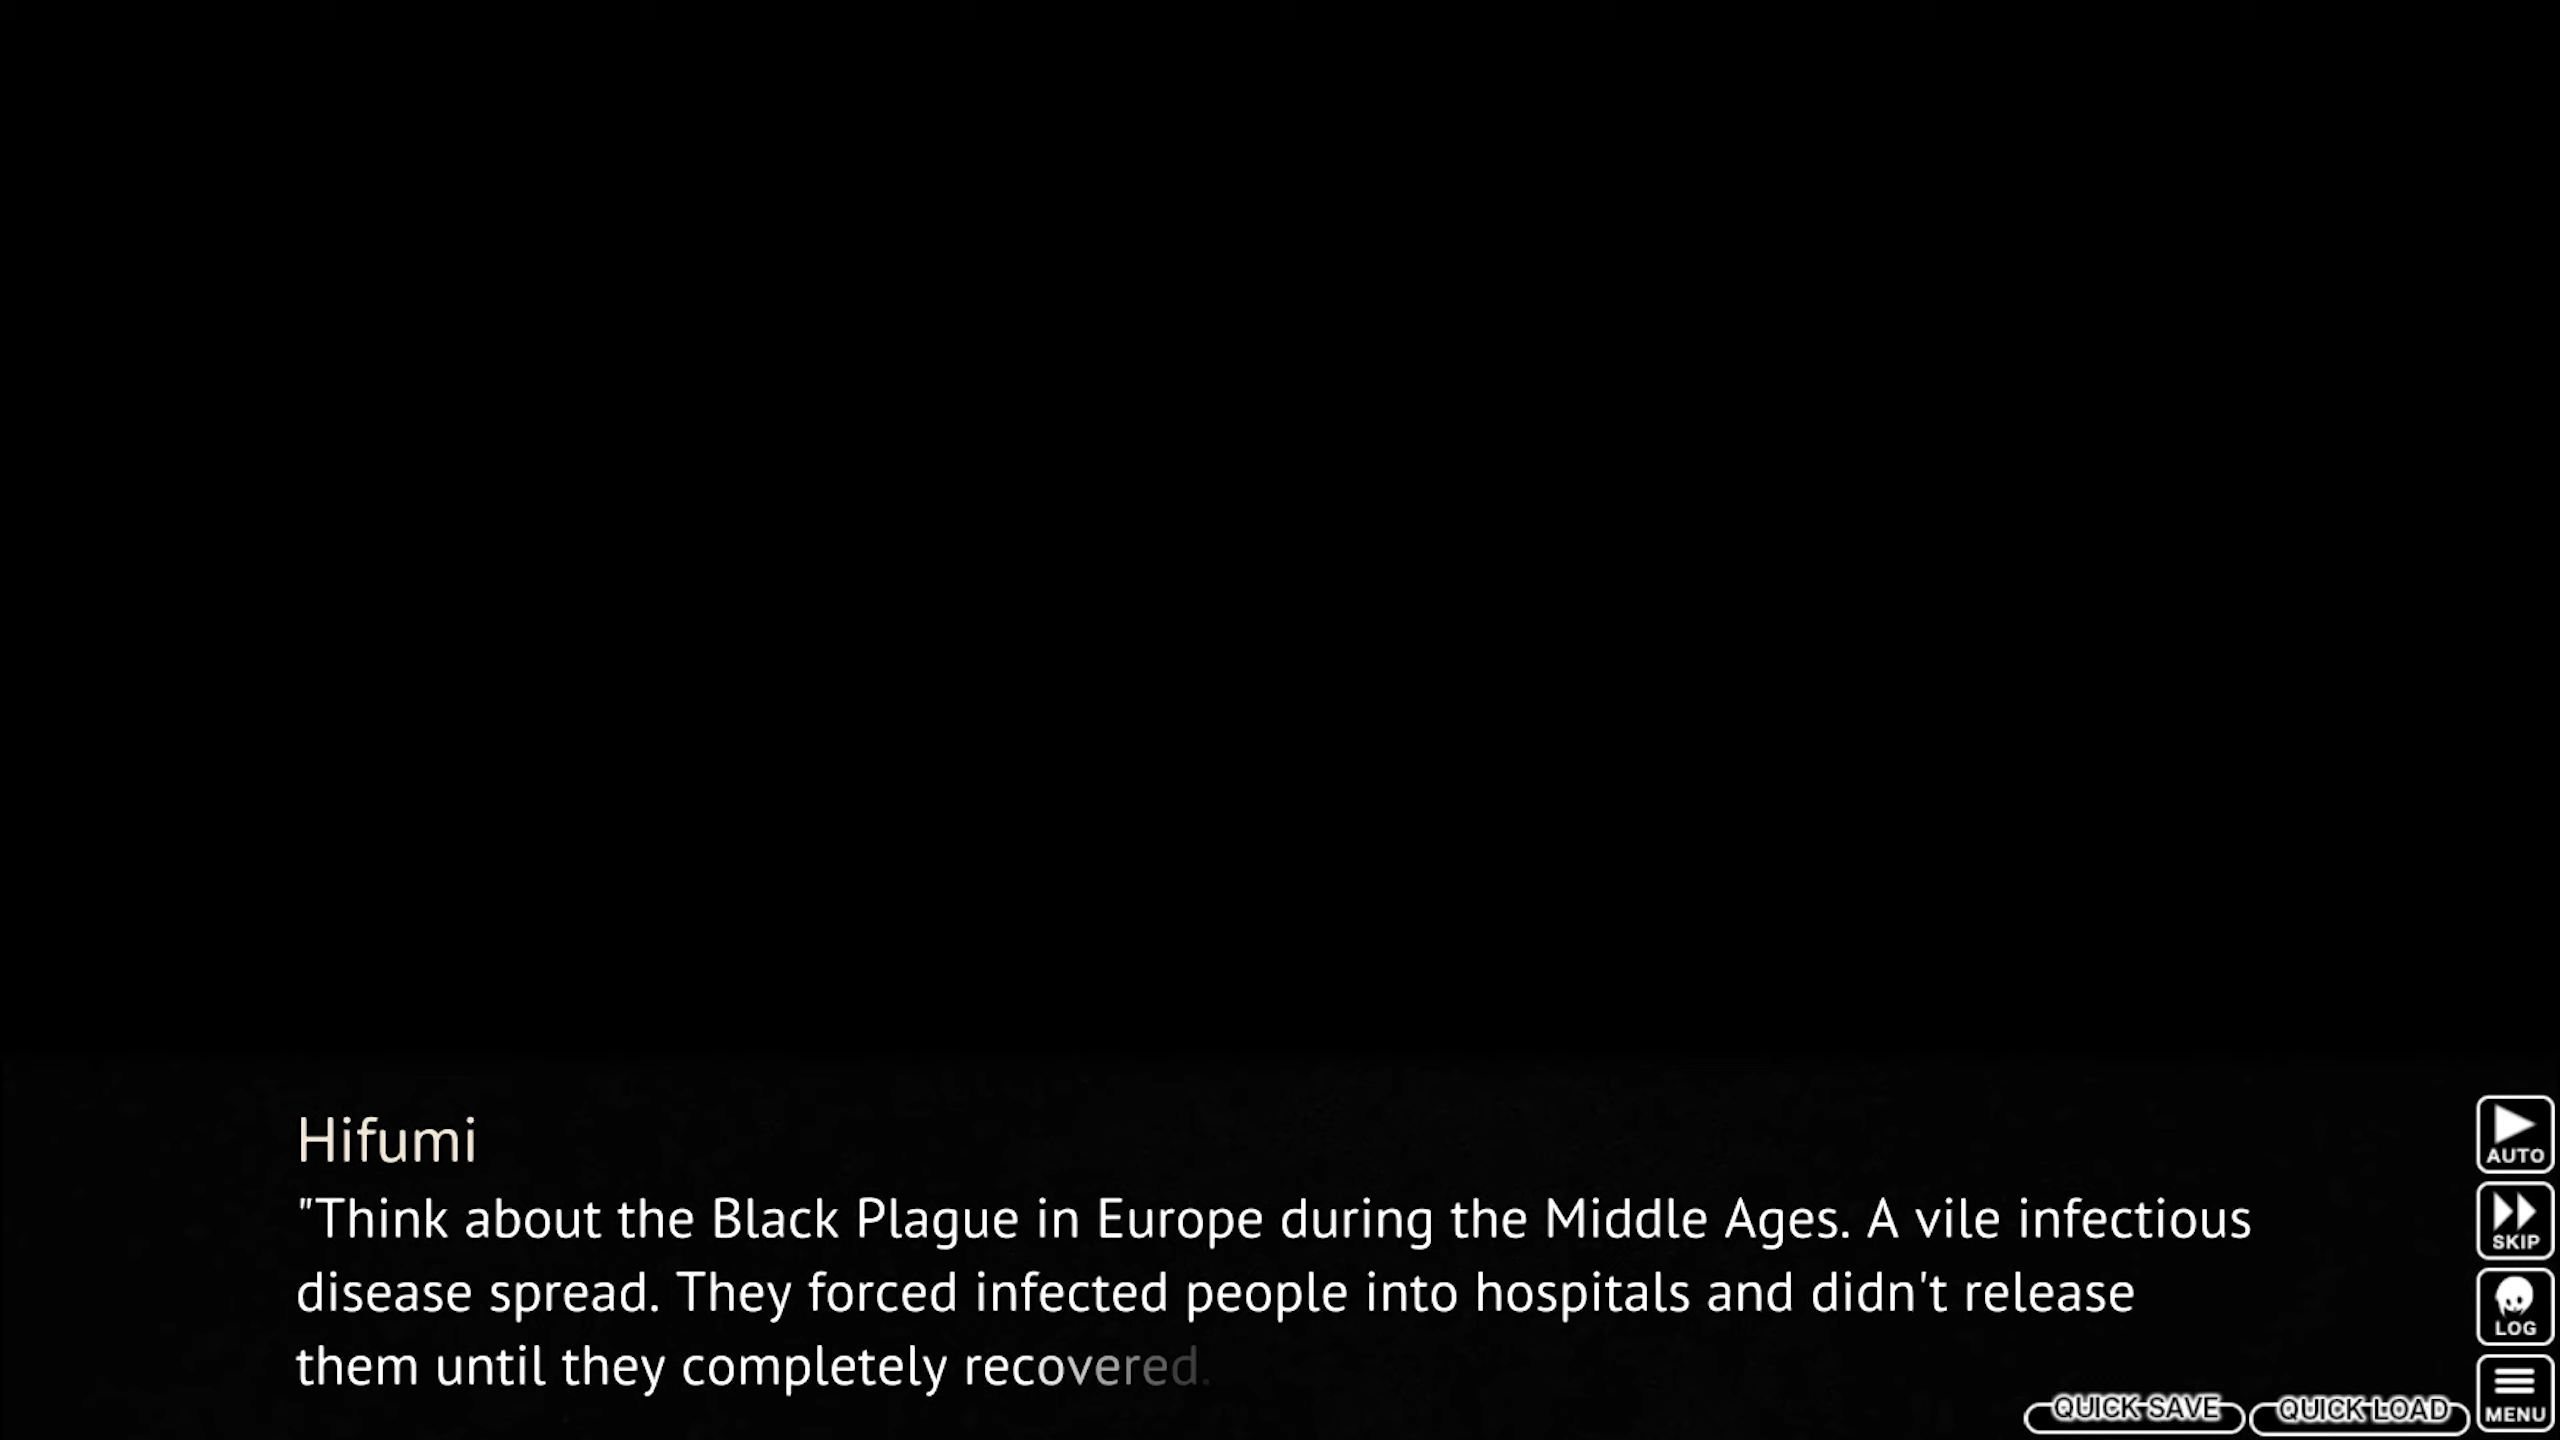 Hifumi
"Think about the Black Plague in Europe during the Middle Ages. A vile infectious
disease spread. They forced infected people into hospitals and didn't release
them until they completely recovered.
AUTO
SKIP
LOG
MENU
QUICK SAVE QUICK LOAD